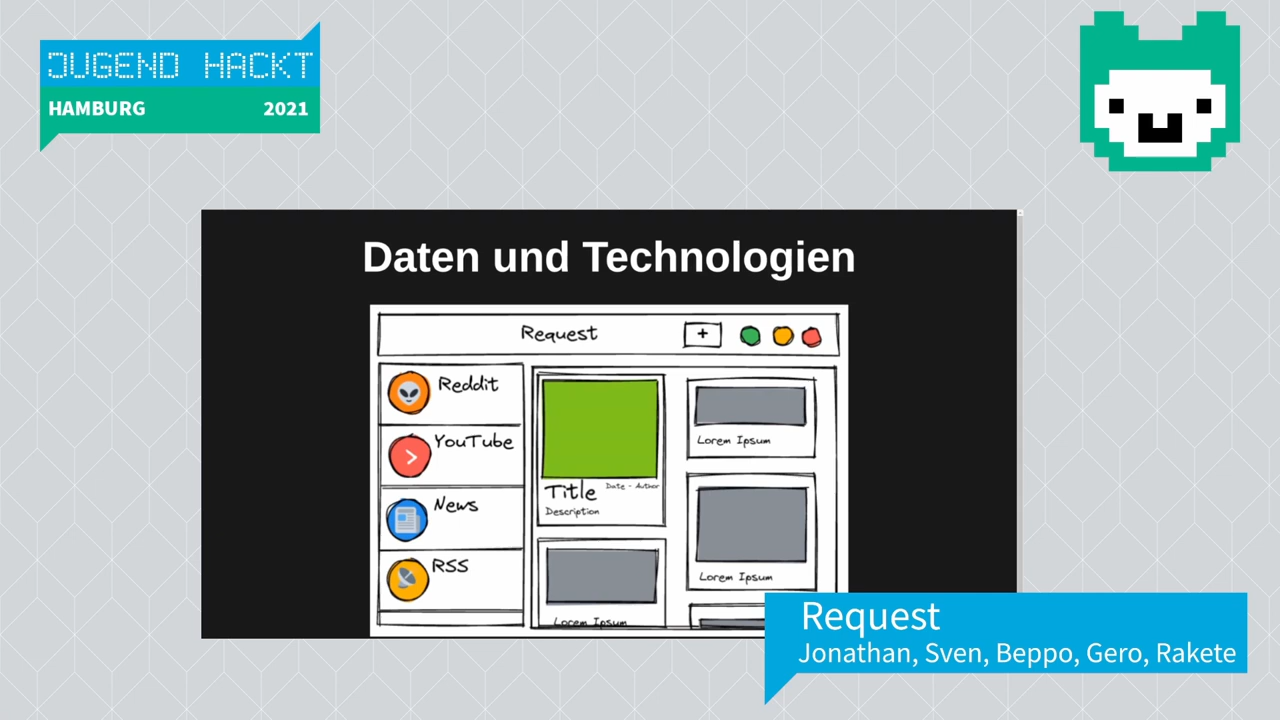 JUGEND HACKT
HAMBURG 2021
Daten und Technologien
Request +
Reddit
YouTube
News
RSS
Title Date - Author
Description
Lorem Ipsum
Lorem Ipsum
Lorem Ipsum
Request
Jonathan, Sven, Beppo, Gero, Rakete